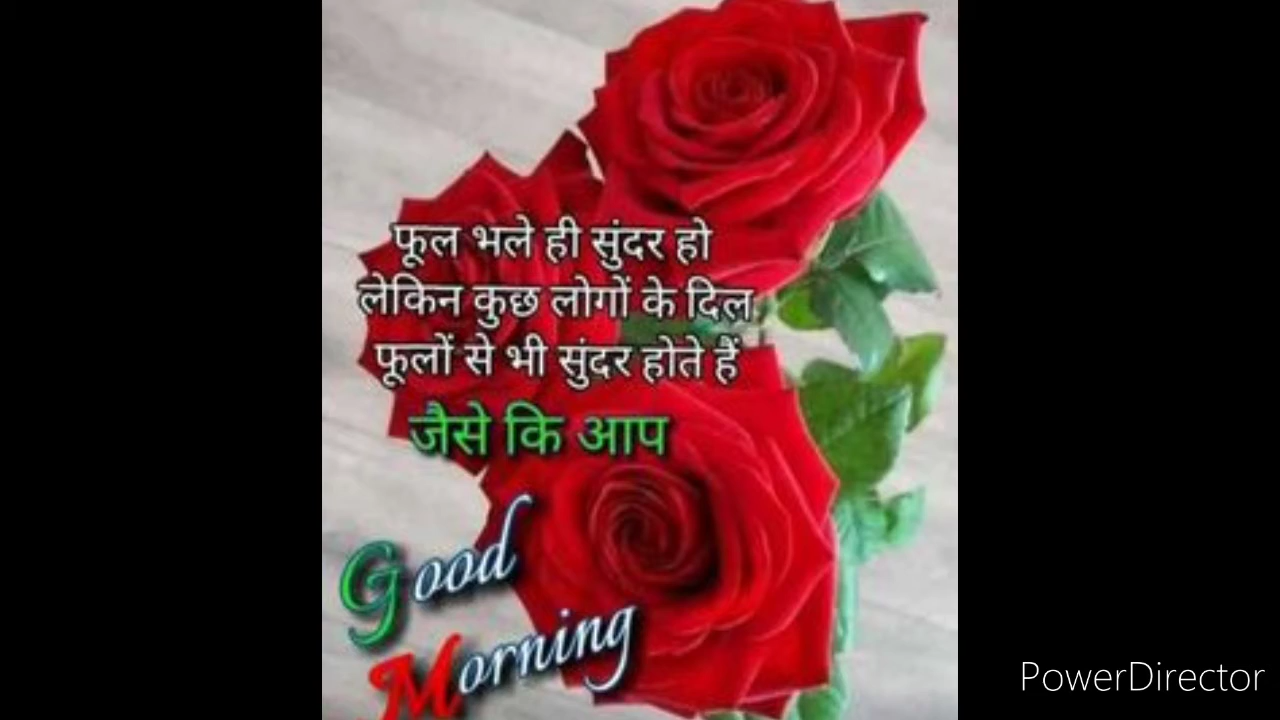 फूल भले ही सुंदर हो
लेकिन कुछ लोगों के दिल
फूलों से भी सुंदर होते हैं
जैसे कि आप
Good
Morning
PowerDirector